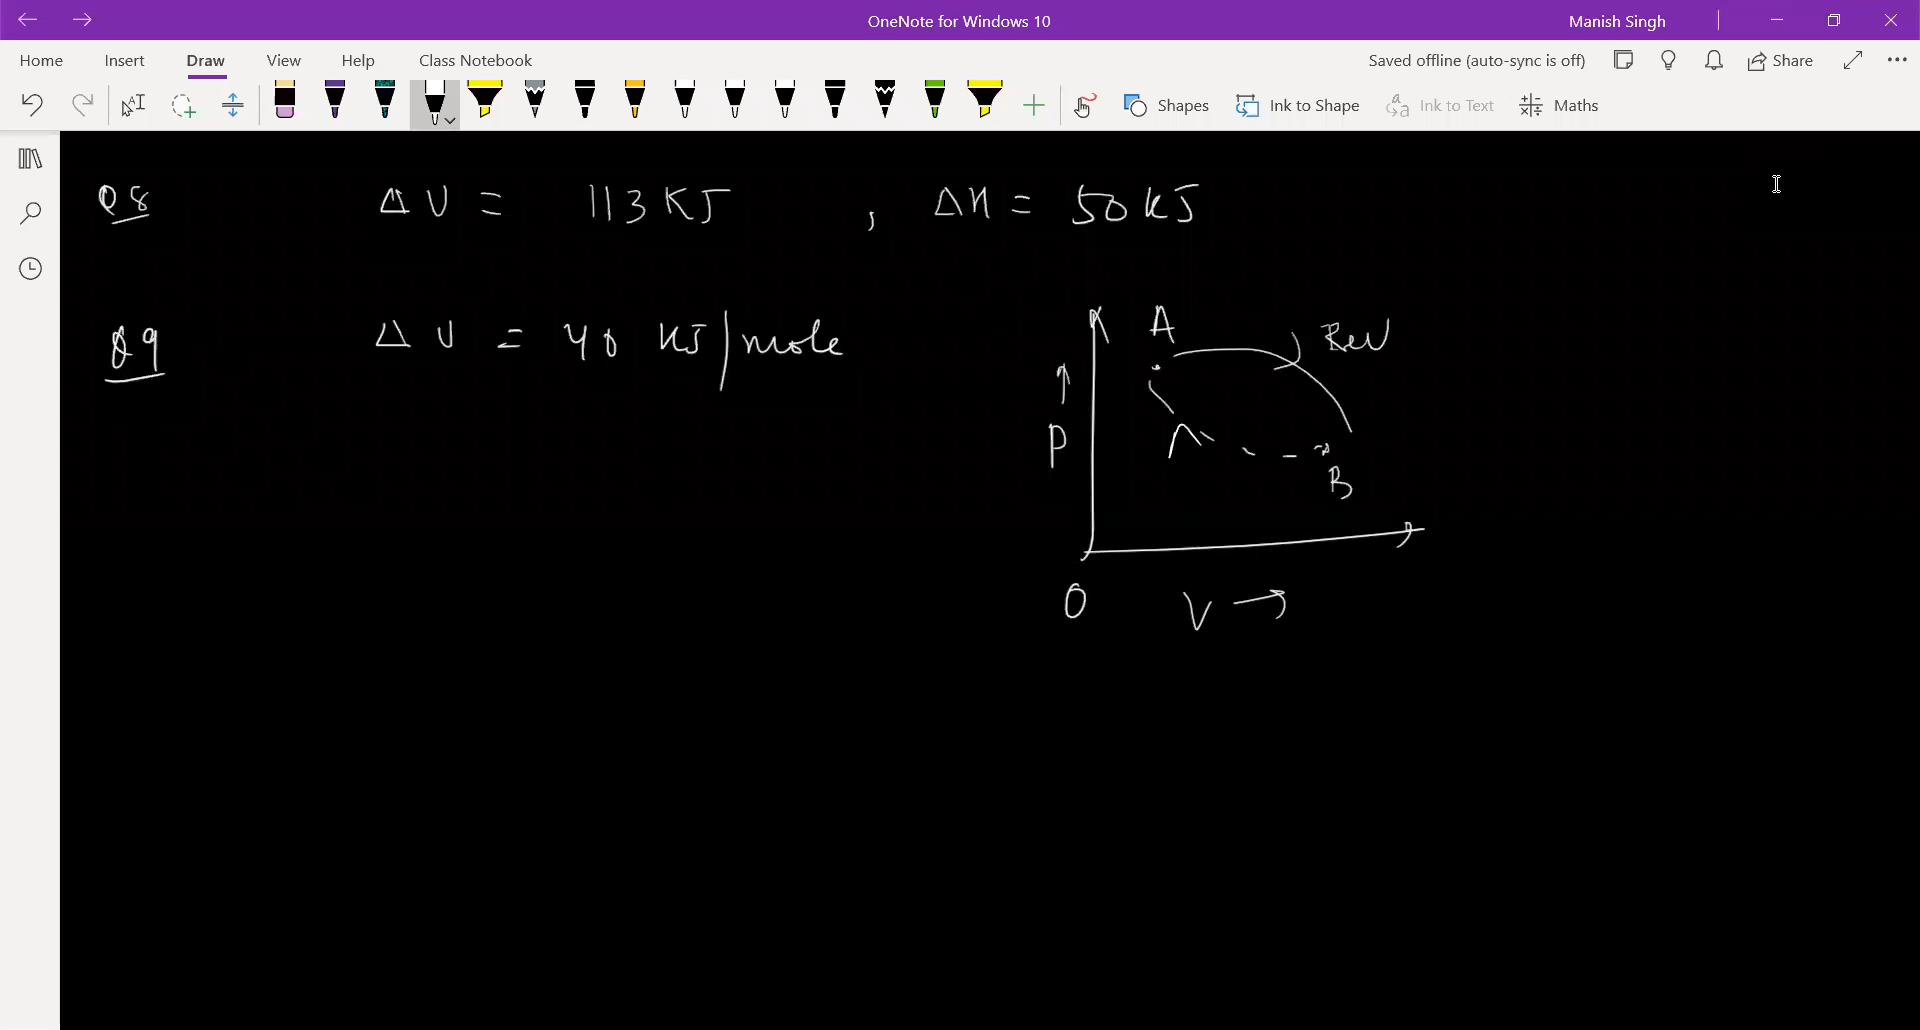 OneNote for Windows 10
Manish Singh
Home Insert Draw View Help Class Notebook
Saved offline (auto-sync is off) Share
Shapes Ink to Shape Ink to Text Maths
Q8 ΔU = 113 KJ , ΔH = 50 kJ
Q9 ΔU = 40 KJ/mole
A
Rev
P
B
O V →